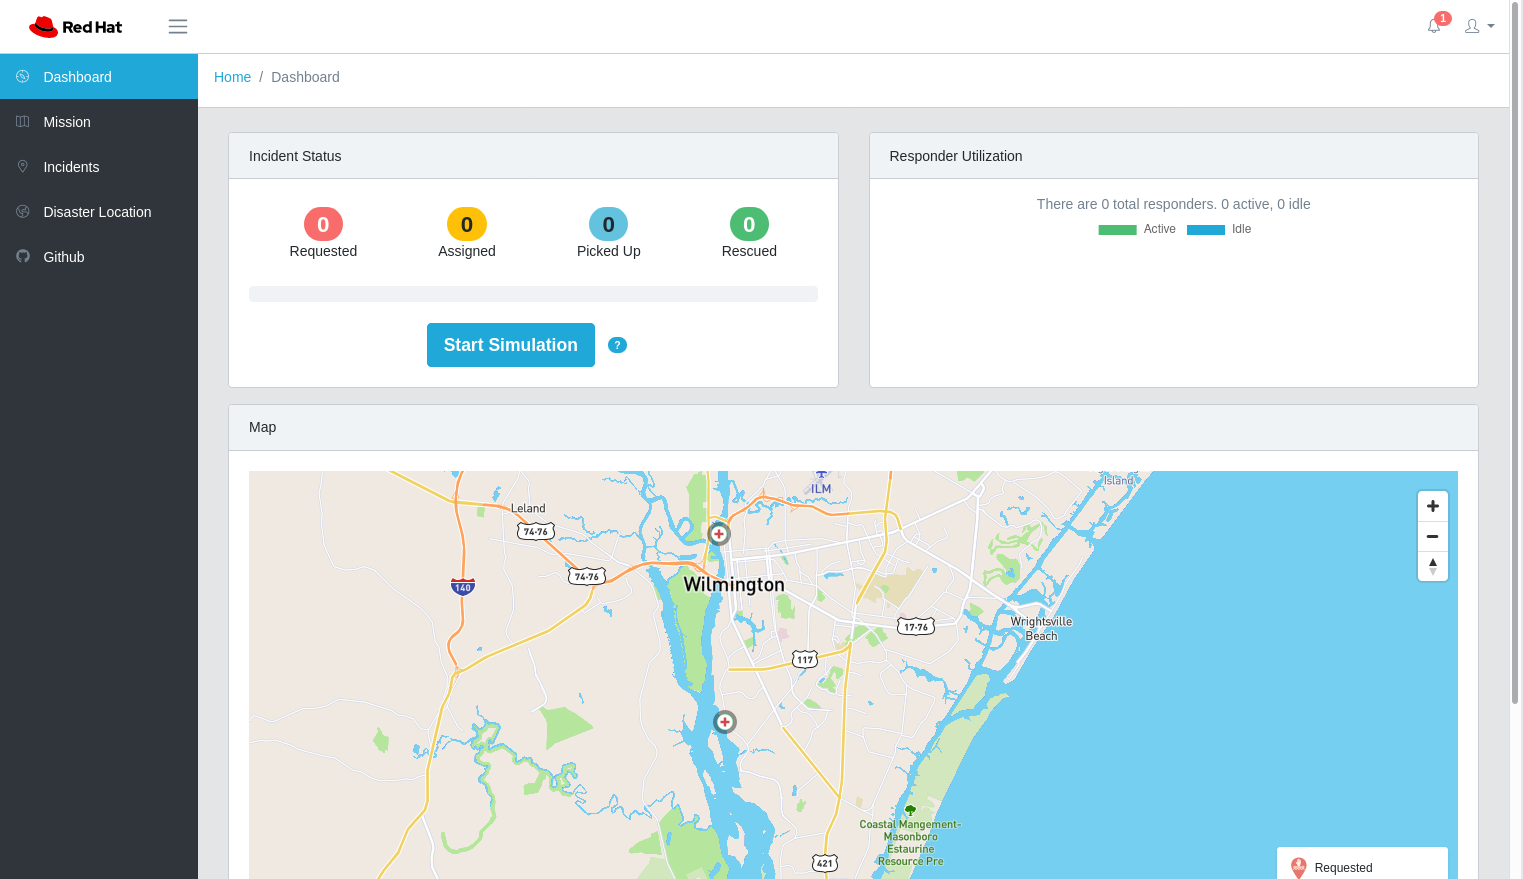 Red Hat
1
Dashboard
Home / Dashboard
Mission
Incidents
Disaster Location
Github
Incident Status
0 0 0 0
Requested Assigned Picked Up Rescued
Start Simulation ?
Responder Utilization
There are 0 total responders. 0 active, 0 idle
Active Idle
Map
Island
ILM
Leland
74-76
74-76
140
Wilmington
17-76
Wrightsville
Beach
117
Coastal Mangement-
Masonboro
Estaurine
Resource Pre
421
Requested